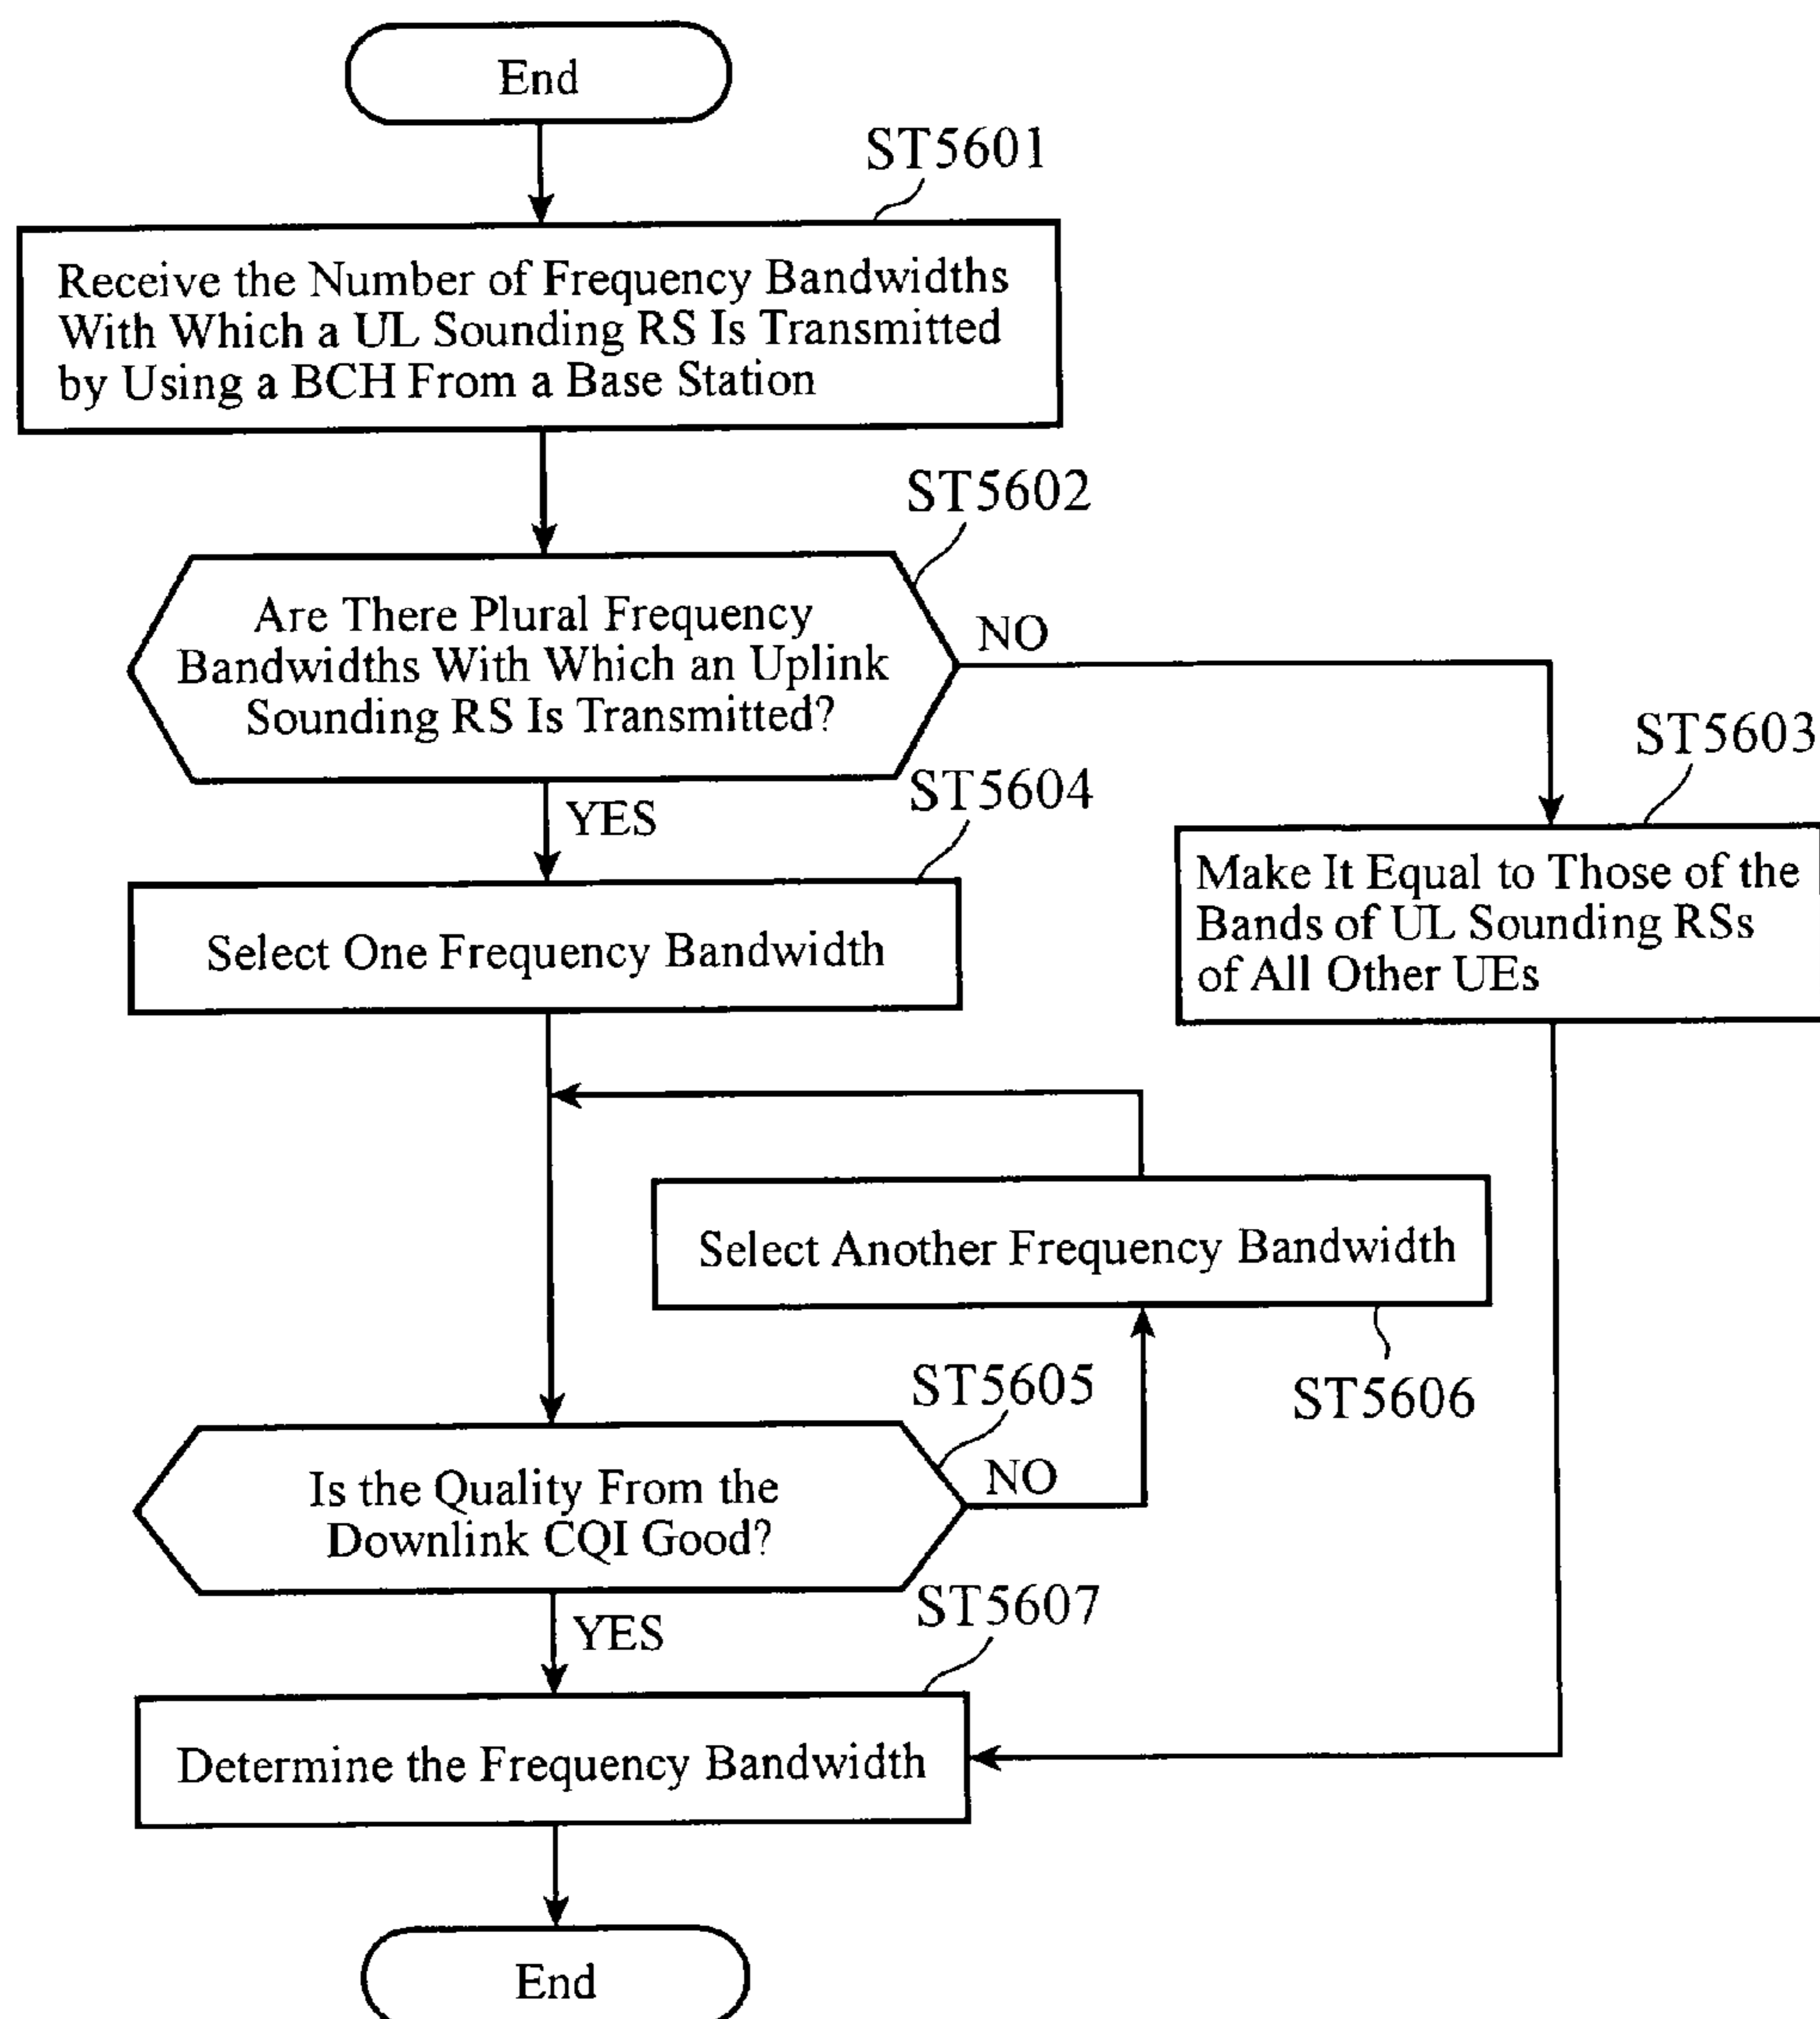 End
ST5601
Receive the Number of Frequency Bandwidths
With Which a UL Sounding RS Is Transmitted
by Using a BCH From a Base Station
ST5602
Are There Plural Frequency
Bandwidths With Which an Uplink
Sounding RS Is Transmitted?
NO
ST5603
YES
ST5604
Make It Equal to Those of the
Bands of UL Sounding RSs
of All Other UEs
Select One Frequency Bandwidth
Select Another Frequency Bandwidth
ST5606
ST5605
Is the Quality From the
Downlink CQI Good?
NO
YES
ST5607
Determine the Frequency Bandwidth
End